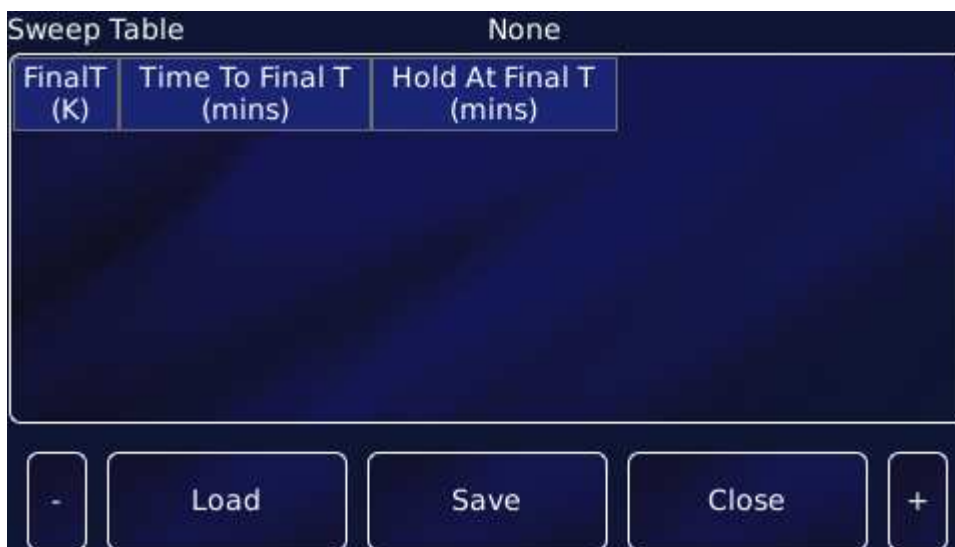 Sweep Table None
FinalT Time To Final T Hold At Final T
(K) (mins) (mins)
- Load Save Close +